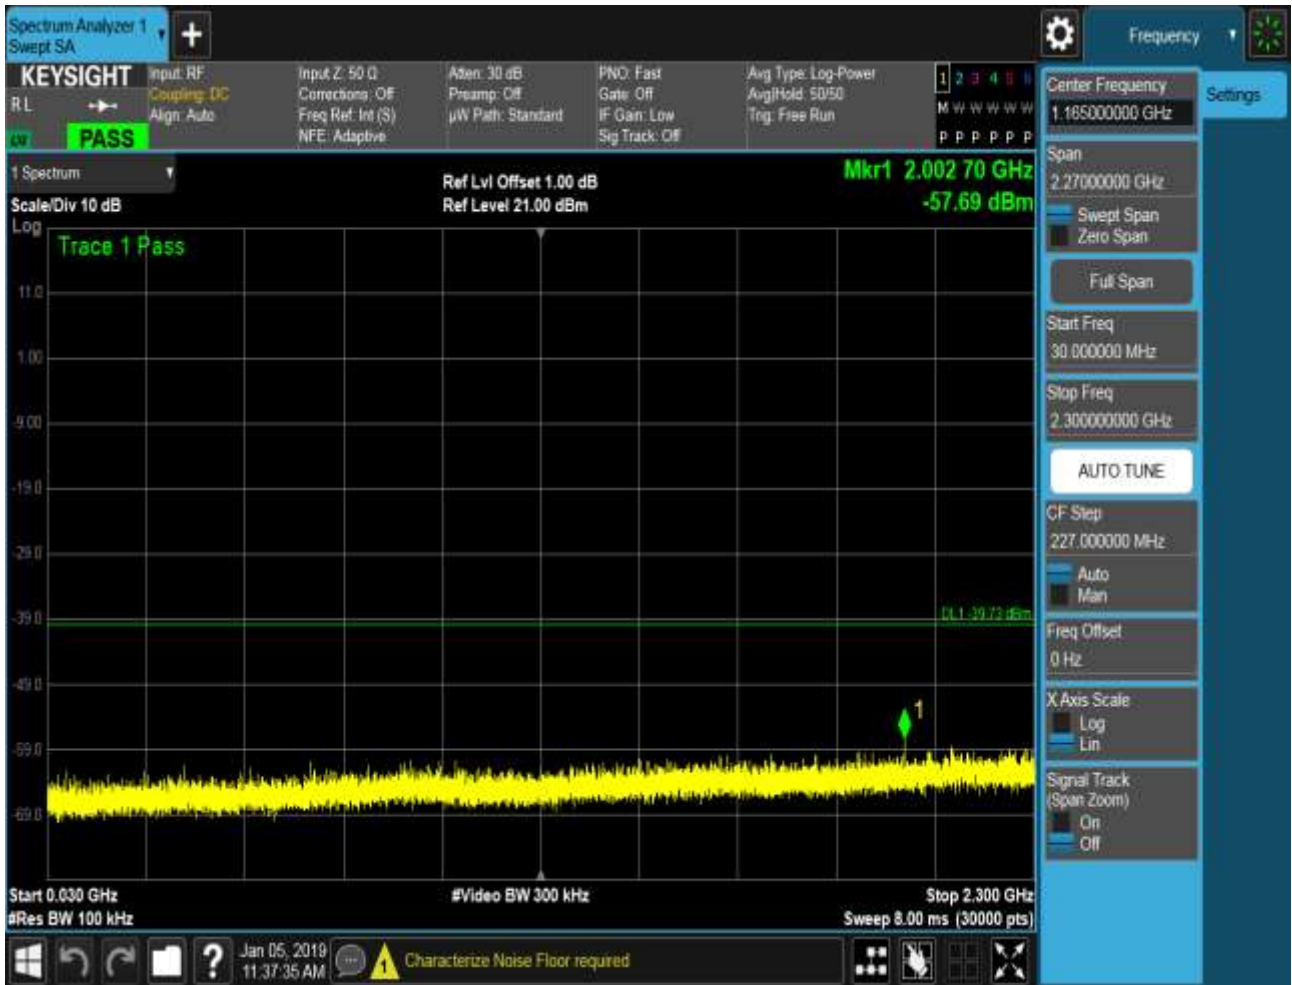 Spectrum Analyzer 1
Swept SA
+
Frequency
KEYSIGHT
RL
LW
PASS
Input: RF
Coupling: DC
Align: Auto
Input Z: 50 Ω
Corrections: Off
Freq Ref: Int (S)
NFE: Adaptive
Atten: 30 dB
Preamp: Off
µW Path: Standard
PNO: Fast
Gate: Off
IF Gain: Low
Sig Track: Off
Avg Type: Log-Power
Avg|Hold: 50/50
Trig: Free Run
1 2 3 4 5 6
M W W W W W
P P P P P P
1 Spectrum
Scale/Div 10 dB
Ref Lvl Offset 1.00 dB
Ref Level 21.00 dBm
Mkr1 2.002 70 GHz
-57.69 dBm
Log
Trace 1 Pass
11.0
1.00
-9.00
-19.0
-29.0
-39.0
DL1 -39.73 dBm
-49.0
1
-59.0
-69.0
Start 0.030 GHz
#Video BW 300 kHz
Stop 2.300 GHz
#Res BW 100 kHz
Sweep 8.00 ms (30000 pts)
?
Jan 05, 2019
11:37:35 AM
1
Characterize Noise Floor required
Center Frequency
1.165000000 GHz
Settings
Span
2.27000000 GHz
Swept Span
Zero Span
Full Span
Start Freq
30.000000 MHz
Stop Freq
2.300000000 GHz
AUTO TUNE
CF Step
227.000000 MHz
Auto
Man
Freq Offset
0 Hz
X Axis Scale
Log
Lin
Signal Track
(Span Zoom)
On
Off